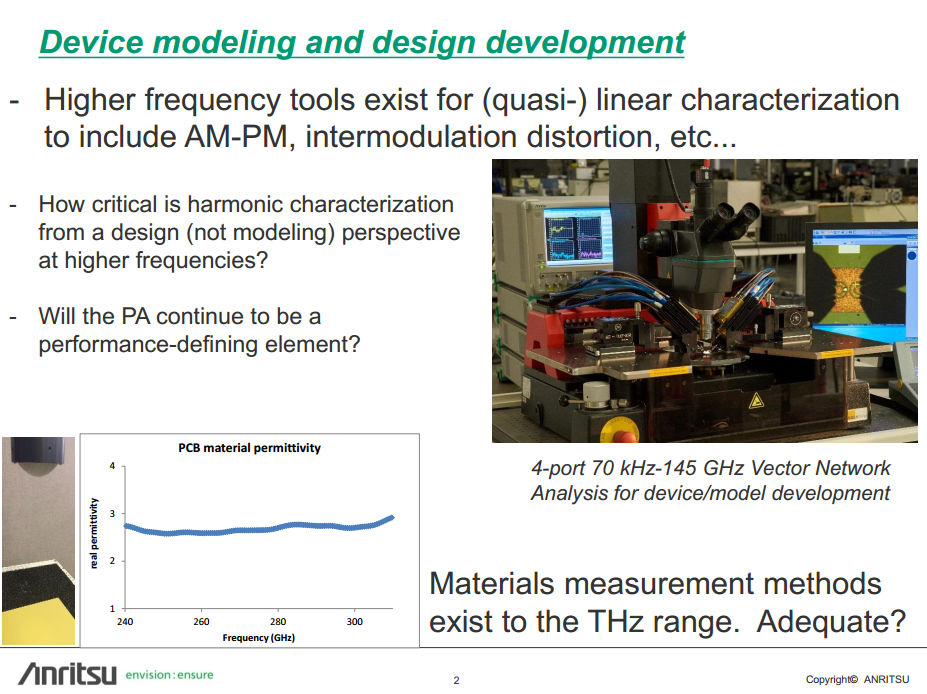 Device modeling and design development
- Higher frequency tools exist for (quasi-) linear characterization
to include AM-PM, intermodulation distortion, etc...
- How critical is harmonic characterization
from a design (not modeling) perspective
at higher frequencies?
- Will the PA continue to be a
performance-defining element?
4-port 70 kHz-145 GHz Vector Network
Analysis for device/model development
PCB material permittivity
real permittivity
4
3
2
1
240 260 280 300
Frequency (GHz)
Materials measurement methods
exist to the THz range.  Adequate?
Anritsu envision : ensure
2
Copyright© ANRITSU